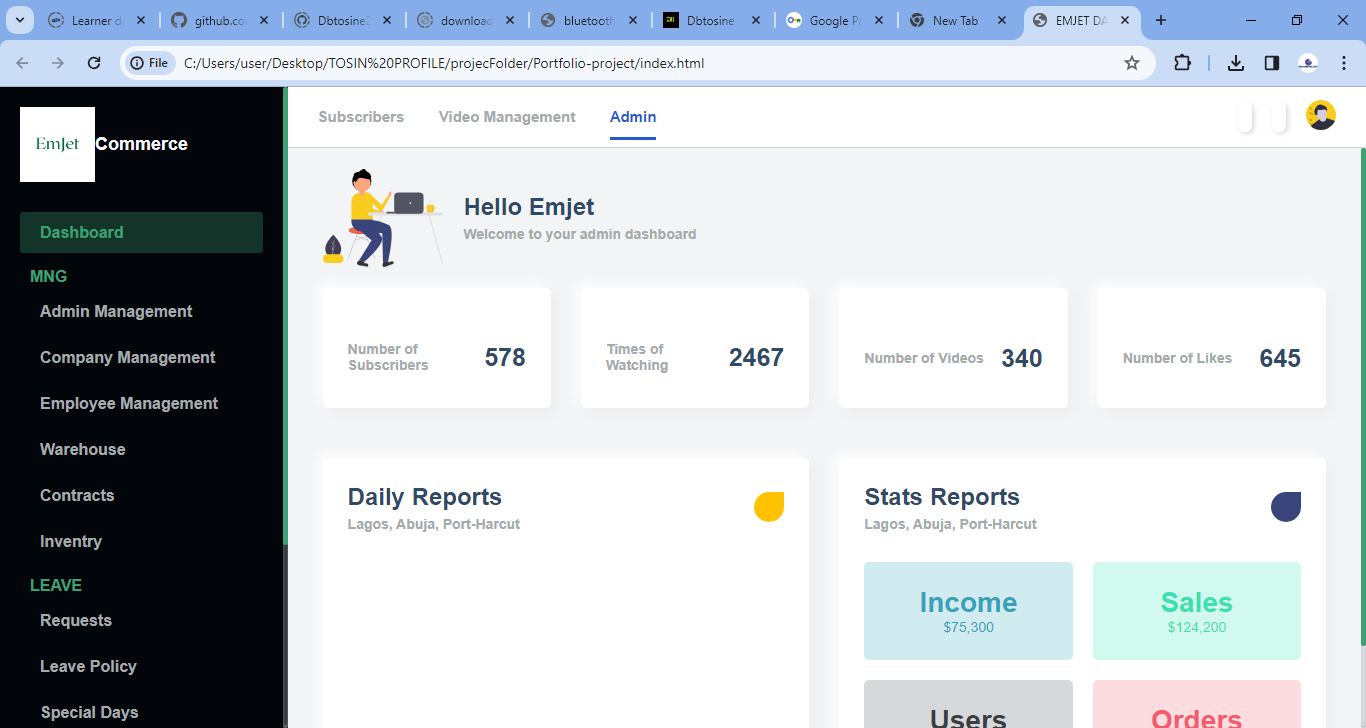 Learner da
github.co
Dbtosine
download
bluetooth
Dbtosine
Google Pa
New Tab
EMJET DA
File
C:/Users/user/Desktop/TOSIN%20PROFILE/projecFolder/Portfolio-project/index.html
EmJet
Commerce
Subscribers
Video Management
Admin
Dashboard
MNG
Admin Management
Company Management
Employee Management
Warehouse
Contracts
Inventry
LEAVE
Requests
Leave Policy
Special Days
Hello Emjet
Welcome to your admin dashboard
Number of
Subscribers
578
Times of
Watching
2467
Number of Videos
340
Number of Likes
645
Daily Reports
Lagos, Abuja, Port-Harcut
Stats Reports
Lagos, Abuja, Port-Harcut
Income
$75,300
Sales
$124,200
Users
Orders